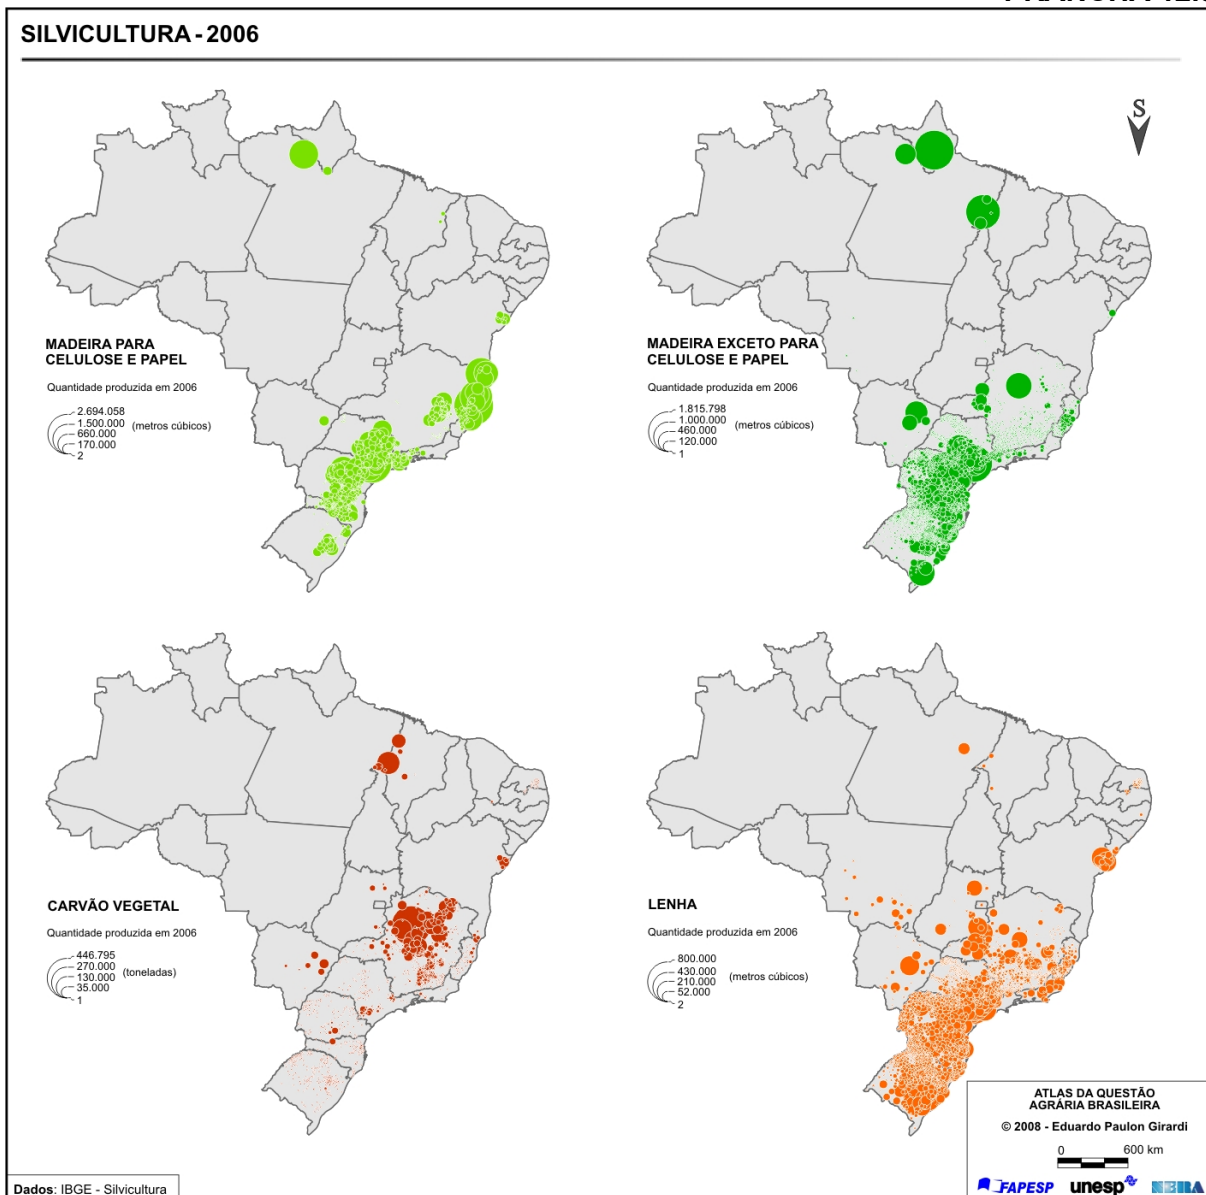 SILVICULTURA - 2006
S
MADEIRA PARA
CELULOSE E PAPEL
Quantidade produzida em 2006
2.694.058
1.500.000
660.000
170.000
2
(metros cúbicos)
MADEIRA EXCETO PARA
CELULOSE E PAPEL
Quantidade produzida em 2006
1.815.798
1.000.000
460.000
120.000
1
(metros cúbicos)
CARVÃO VEGETAL
Quantidade produzida em 2006
446.795
270.000
130.000
35.000
1
(toneladas)
LENHA
Quantidade produzida em 2006
800.000
430.000
210.000
52.000
2
(metros cúbicos)
ATLAS DA QUESTÃO
AGRÁRIA BRASILEIRA
© 2008 - Eduardo Paulon Girardi
0 600 km
FAPESP unesp NERA
Dados: IBGE - Silvicultura